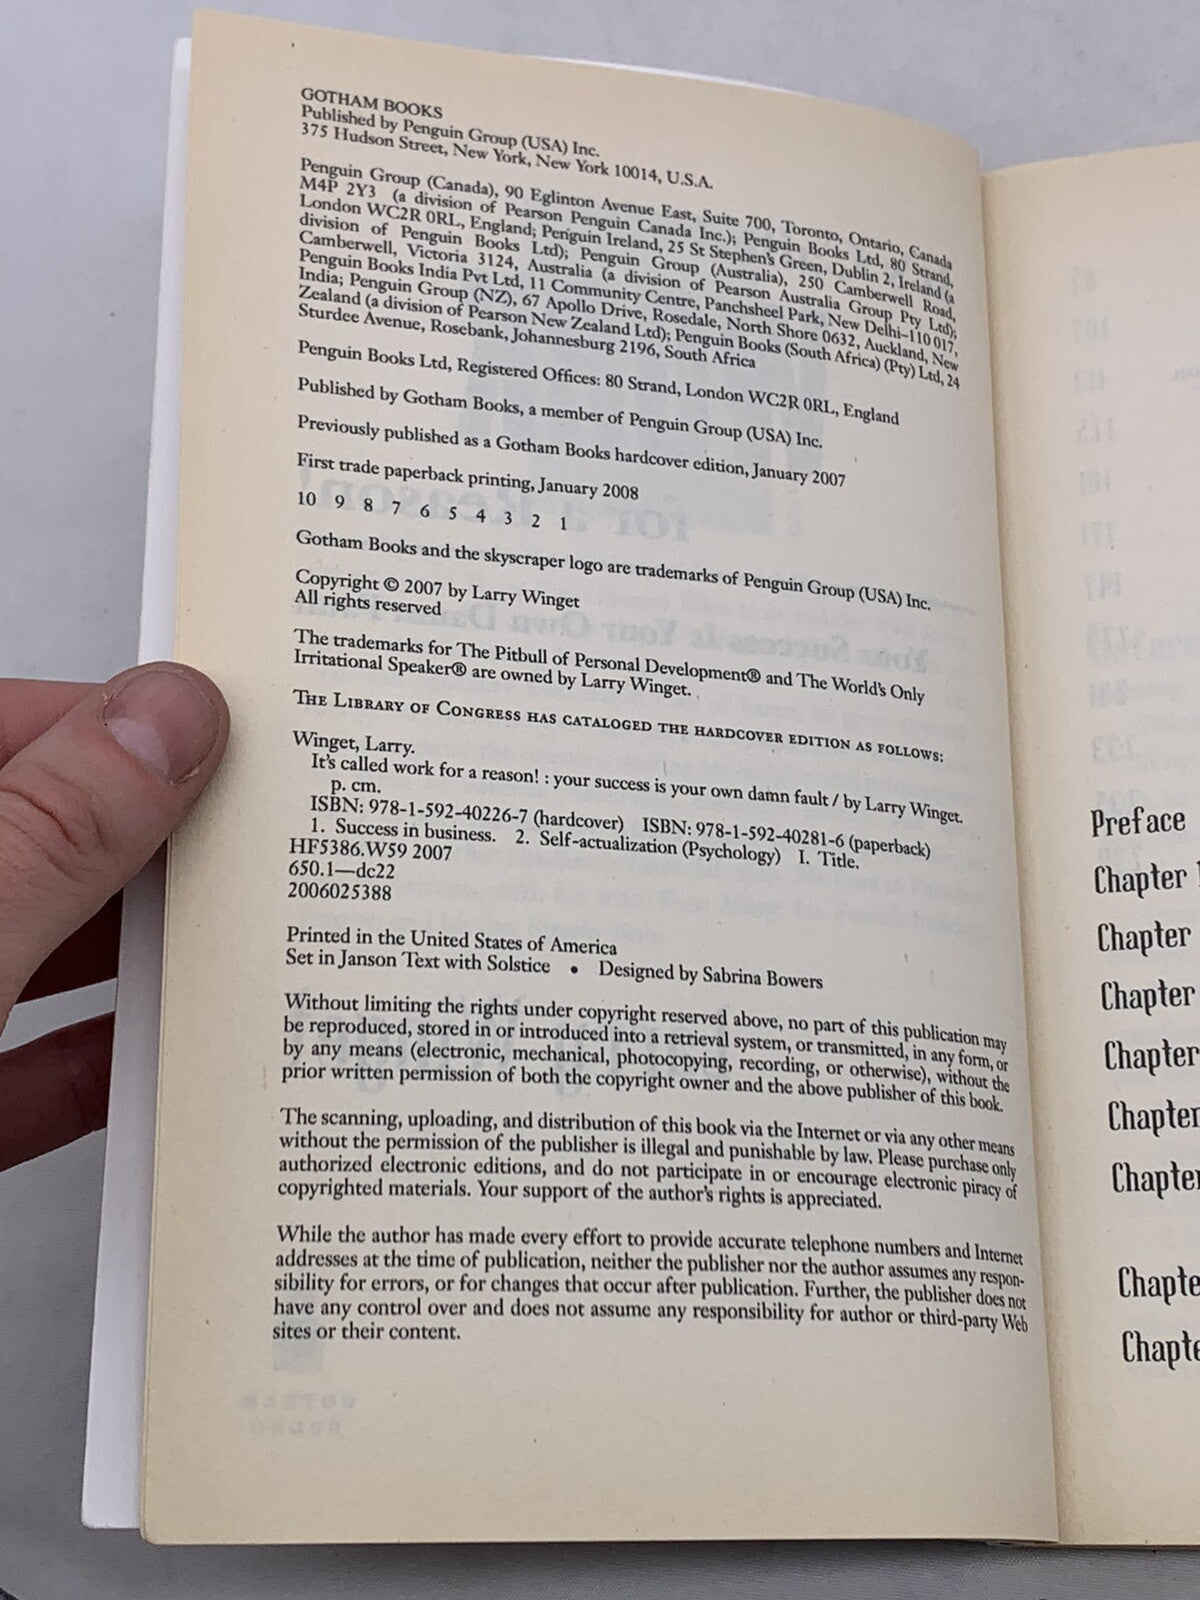 GOTHAM BOOKS
Published by Penguin Group (USA) Inc.
375 Hudson Street, New York, New York 10014, U.S.A.
Penguin Group (Canada), 90 Eglinton Avenue East, Suite 700, Toronto, Ontario, Canada
M4P 2Y3 (a division of Pearson Penguin Canada Inc.); Penguin Books Ltd, 80 Strand,
London WC2R 0RL, England; Penguin Ireland, 25 St Stephen's Green, Dublin 2, Ireland (a
division of Penguin Books Ltd); Penguin Group (Australia), 250 Camberwell Road,
Camberwell, Victoria 3124, Australia (a division of Pearson Australia Group Pty Ltd);
Penguin Books India Pvt Ltd, 11 Community Centre, Panchsheel Park, New Delhi–110 017,
India; Penguin Group (NZ), 67 Apollo Drive, Rosedale, North Shore 0632, Auckland, New
Zealand (a division of Pearson New Zealand Ltd); Penguin Books (South Africa) (Pty) Ltd, 24
Sturdee Avenue, Rosebank, Johannesburg 2196, South Africa
Penguin Books Ltd, Registered Offices: 80 Strand, London WC2R 0RL, England
Published by Gotham Books, a member of Penguin Group (USA) Inc.
Previously published as a Gotham Books hardcover edition, January 2007
First trade paperback printing, January 2008
10 9 8 7 6 5 4 3 2 1
Gotham Books and the skyscraper logo are trademarks of Penguin Group (USA) Inc.
Copyright © 2007 by Larry Winget
All rights reserved
The trademarks for The Pitbull of Personal Development® and The World's Only
Irritational Speaker® are owned by Larry Winget.
THE LIBRARY OF CONGRESS HAS CATALOGED THE HARDCOVER EDITION AS FOLLOWS:
Winget, Larry.
It's called work for a reason! : your success is your own damn fault / by Larry Winget.
p. cm.
ISBN: 978-1-592-40226-7 (hardcover) ISBN: 978-1-592-40281-6 (paperback)
1. Success in business. 2. Self-actualization (Psychology) I. Title.
HF5386.W59 2007
650.1—dc22
2006025388
Printed in the United States of America
Set in Janson Text with Solstice • Designed by Sabrina Bowers
Without limiting the rights under copyright reserved above, no part of this publication may
be reproduced, stored in or introduced into a retrieval system, or transmitted, in any form, or
by any means (electronic, mechanical, photocopying, recording, or otherwise), without the
prior written permission of both the copyright owner and the above publisher of this book.
The scanning, uploading, and distribution of this book via the Internet or via any other means
without the permission of the publisher is illegal and punishable by law. Please purchase only
authorized electronic editions, and do not participate in or encourage electronic piracy of
copyrighted materials. Your support of the author's rights is appreciated.
While the author has made every effort to provide accurate telephone numbers and Internet
addresses at the time of publication, neither the publisher nor the author assumes any respon-
sibility for errors, or for changes that occur after publication. Further, the publisher does not
have any control over and does not assume any responsibility for author or third-party Web
sites or their content.
Preface
Chapter
Chapter
Chapter
Chapter
Chapter
Chapter
Chapte
Chapte